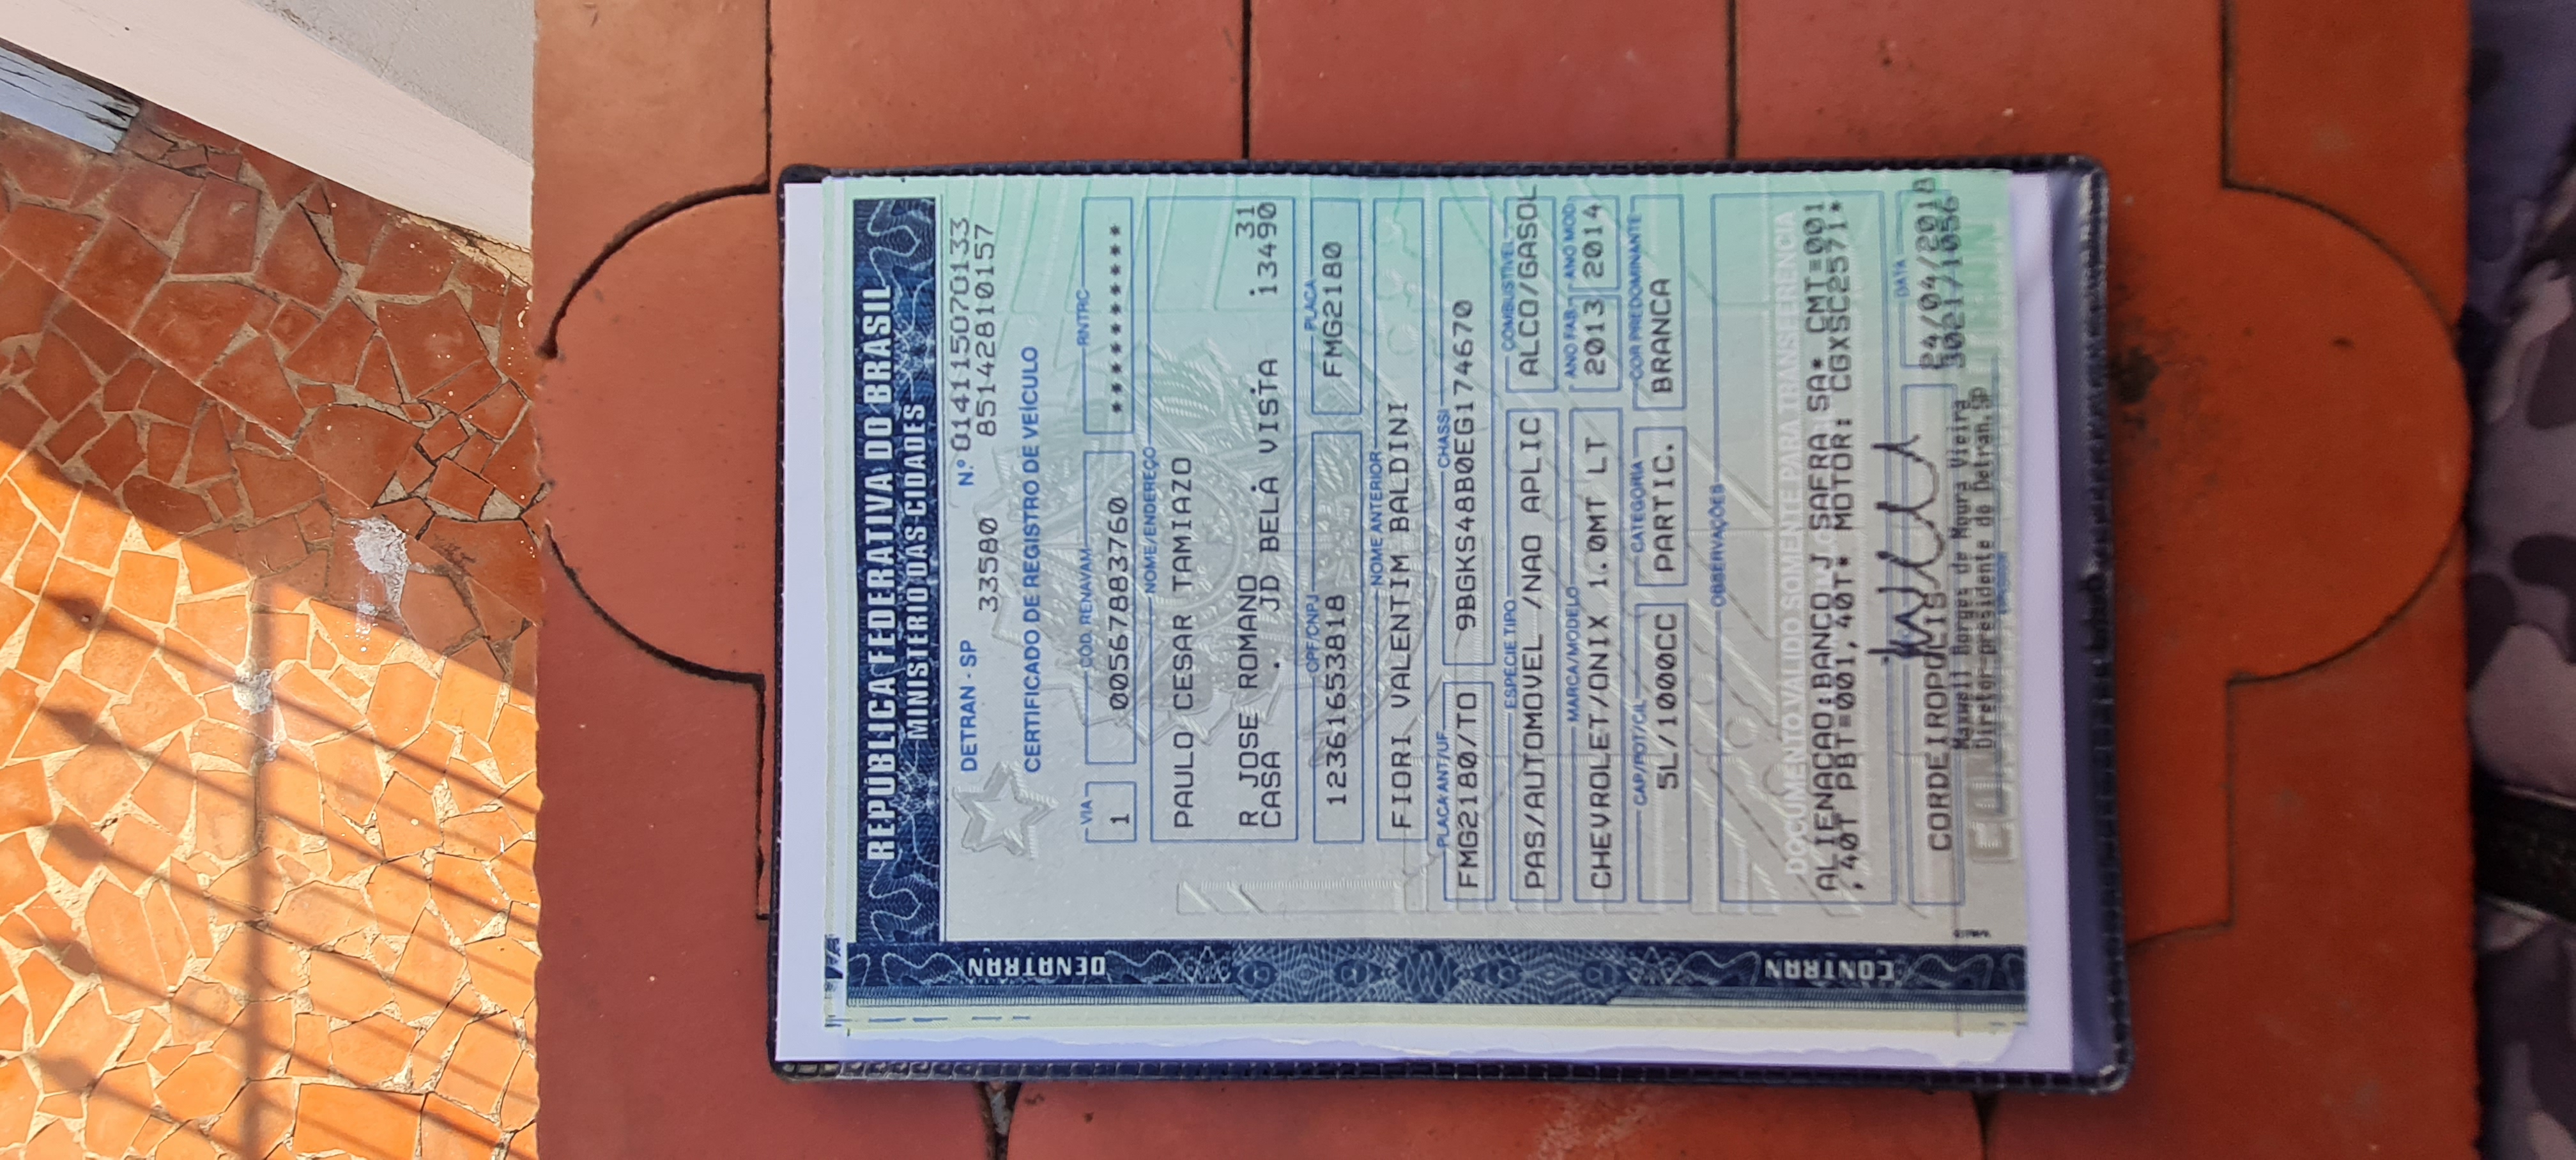 REPÚBLICA FEDERATIVA DO BRASIL
MINISTÉRIO DAS CIDADES
DETRAN - SP Nº 014115070133
33580 85142810157
CERTIFICADO DE REGISTRO DE VEÍCULO
VIA CÓD. RENAVAM RNTRC
1 00567883760 **********
NOME/ENDEREÇO
PAULO CESAR TAMIAZO
R JOSE ROMANO 31
CASA . JD BELA VISTA . 13490
CPF/CNPJ PLACA
12361653818 FMG2180
NOME ANTERIOR
FIORI VALENTIM BALDINI
PLACA ANT/UF CHASSI
FMG2180/TO 9BGKS48B0EG174670
ESPÉCIE TIPO COMBUSTÍVEL
PAS/AUTOMOVEL /NAO APLIC ALCO/GASOL
MARCA/MODELO ANO FAB ANO MOD
CHEVROLET/ONIX 1.0MT LT 2013 2014
CAP/POT/CIL CATEGORIA COR PREDOMINANTE
5L/1000CC PARTIC. BRANCA
OBSERVAÇÕES
DOCUMENTO VÁLIDO SOMENTE PARA TRANSFERÊNCIA
ALIENACAO:BANCO J SAFRA SA* CMT=001
,40T PBT=001,40T* MOTOR: CGXSC2571*
DATA
CORDEIROPOLIS 24/04/2018
3021/1056
Maxwell Borges de Moura Vieira
Diretor-presidente do Detran.sp
DENATRAN
CONTRAN